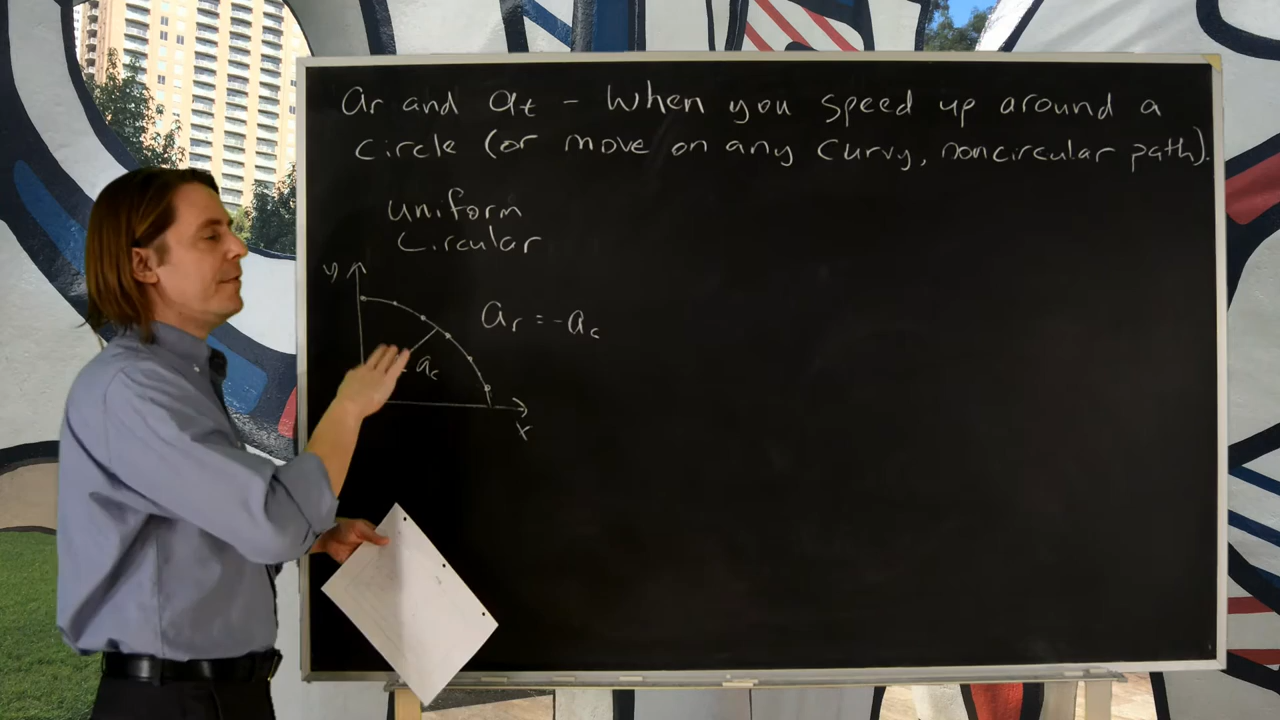 ar and at - When you speed up around a
circle (or move on any curvy, noncircular path).
uniform
circular
y
ar = -ac
ac
x